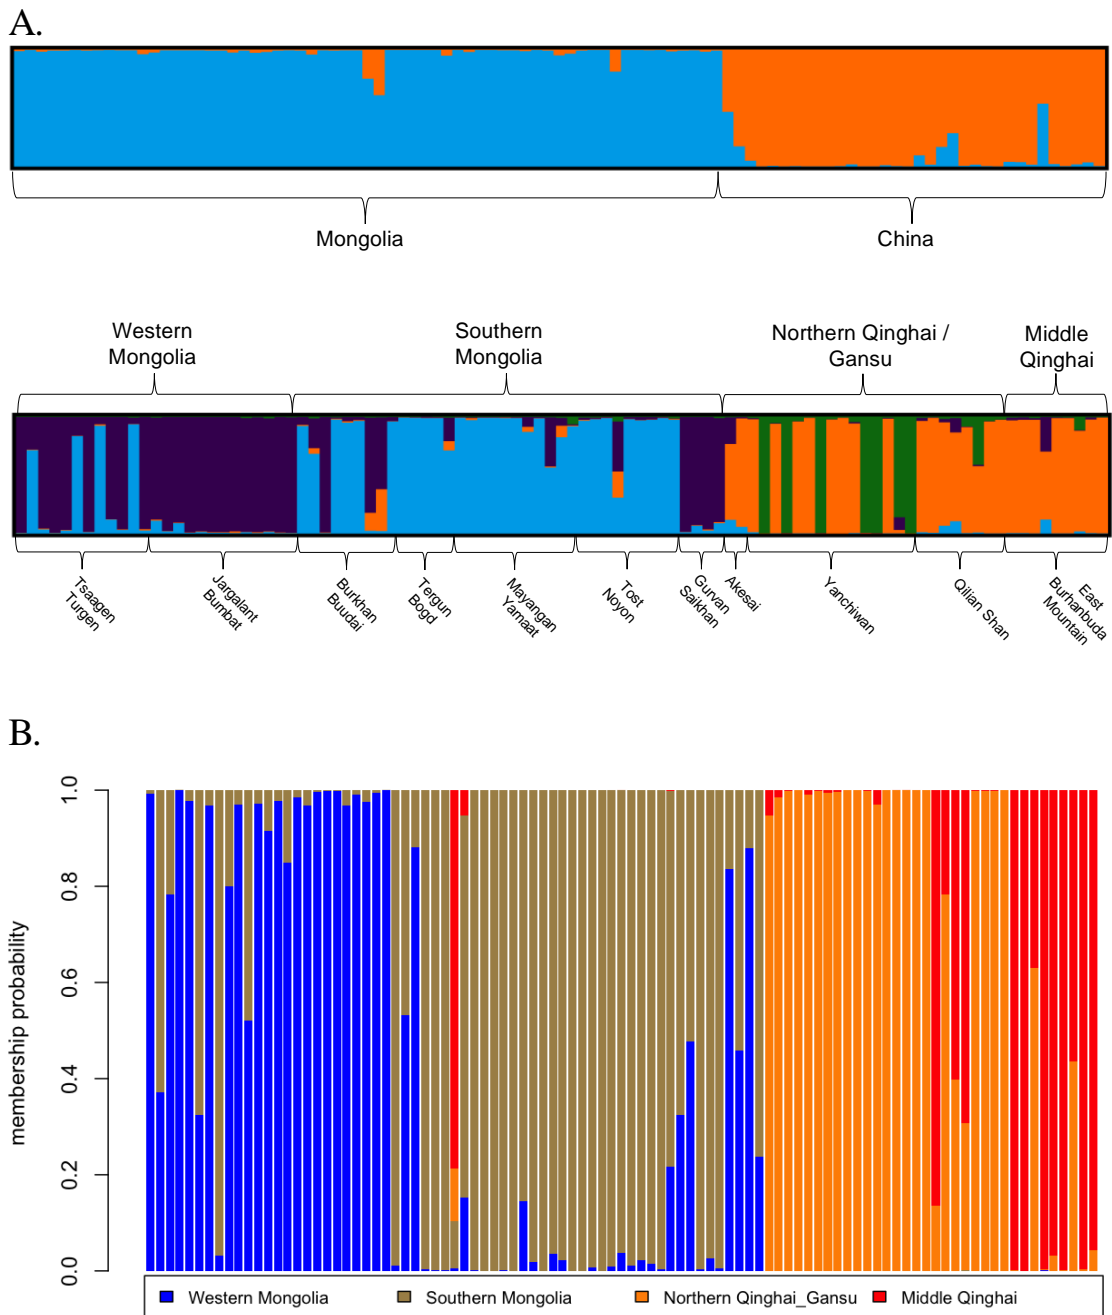 A.
Mongolia
China
Western
Mongolia
Southern
Mongolia
Northern Qinghai /
Gansu
Middle
Qinghai
Tsaagen
Turgen
Jargalant
Bumbat
Burkhan
Buudai
Tergun
Bogd
Mayangan
Yamaat
Tost
Noyon
Gurvan
Saikhan
Akesai
Yanchiwan
Qilian Shan
East
Burhanbuda
Mountain
B.
membership probability
1.0
0.8
0.6
0.4
0.2
0.0
Western Mongolia
Southern Mongolia
Northern Qinghai_Gansu
Middle Qinghai